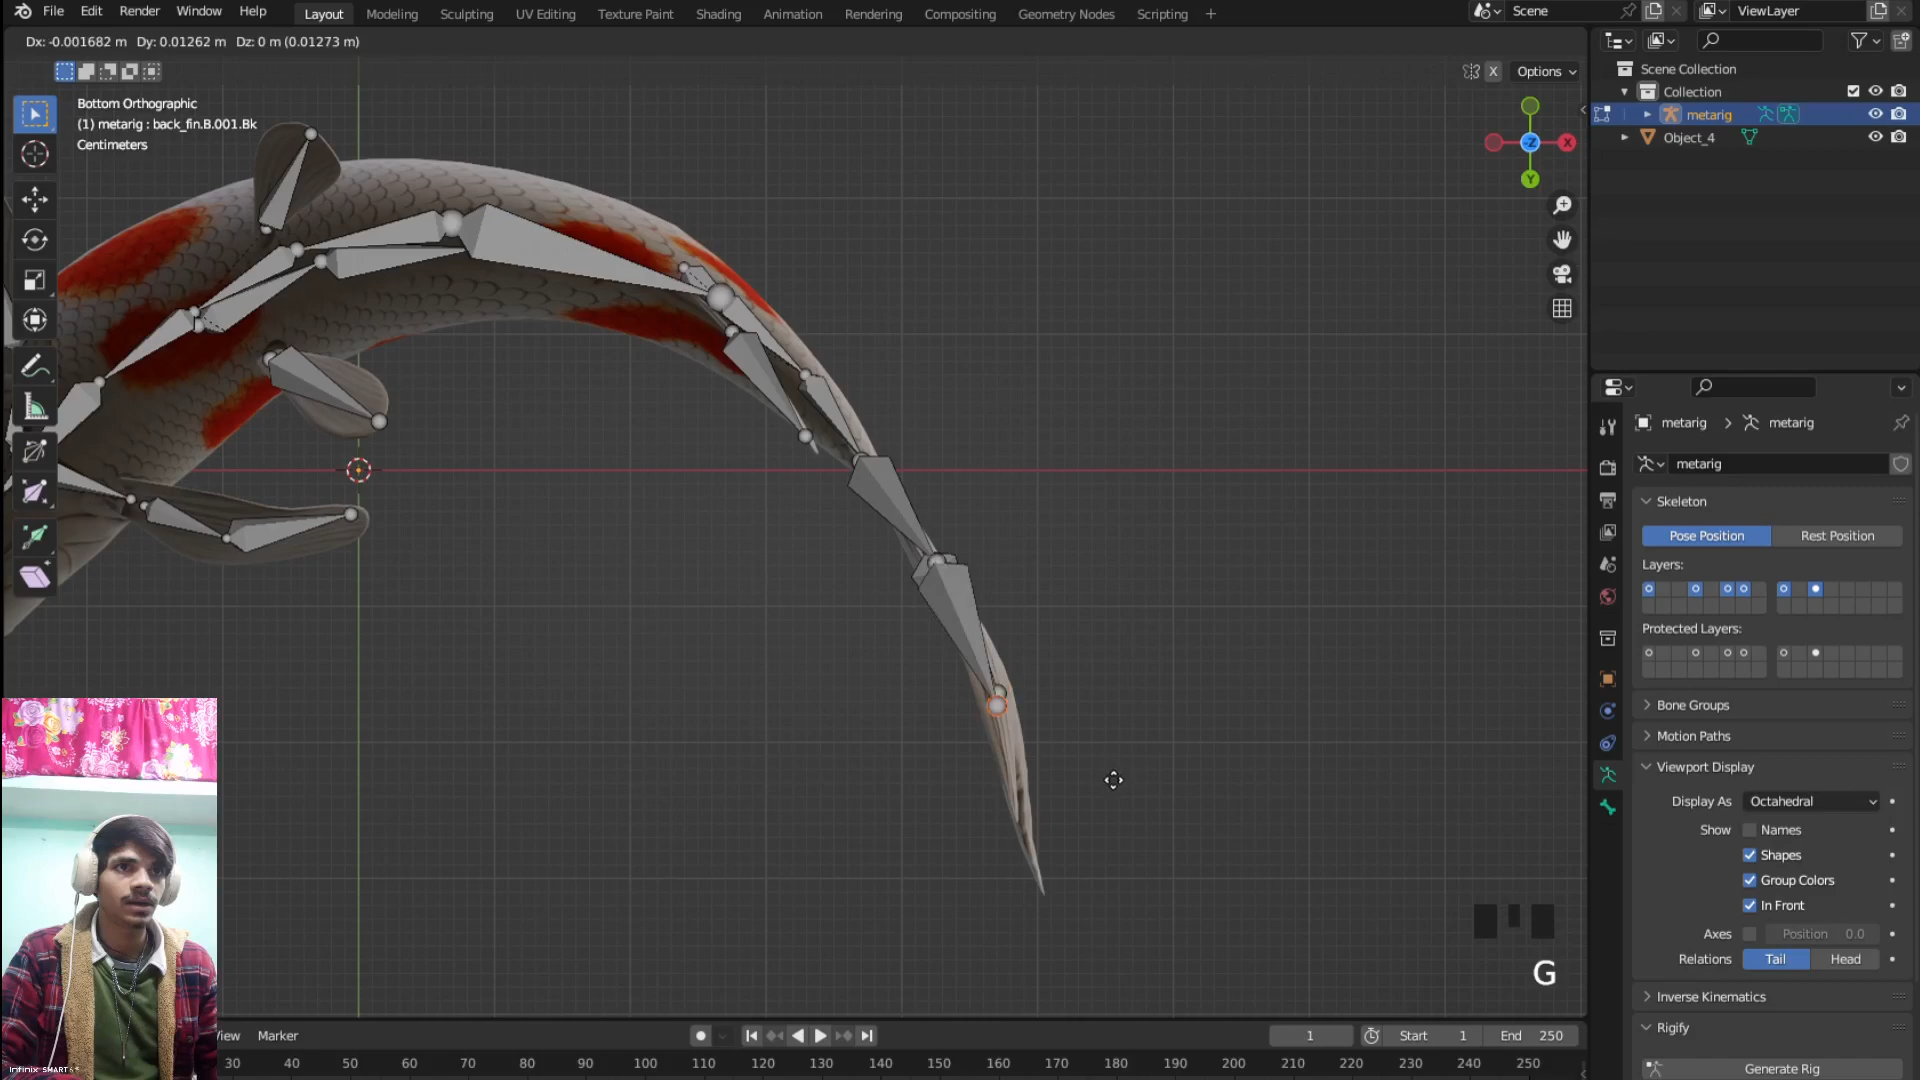 File Edit Render Window Help Layout Modeling Sculpting UV Editing Texture Paint Shading Animation Rendering Compositing Geometry Nodes Scripting + Scene ViewLayer
Dx: -0.001682 m Dy: 0.01262 m Dz: 0 m (0.01273 m)
X Options
Bottom Orthographic
(1) metarig : back_fin.B.001.Bk
Centimeters
-Z X Y
Scene Collection
Collection
metarig
Object_4
metarig > metarig
metarig
Skeleton
Pose Position Rest Position
Layers:
Protected Layers:
Bone Groups
Motion Paths
Viewport Display
Display As Octahedral
Show Names
Shapes
Group Colors
In Front
Axes Position 0.0
Relations Tail Head
Inverse Kinematics
Rigify
Generate Rig
G
Marker 1 Start 1 End 250
30 40 50 60 70 80 90 100 110 120 130 140 150 160 170 180 190 200 210 220 230 240 250